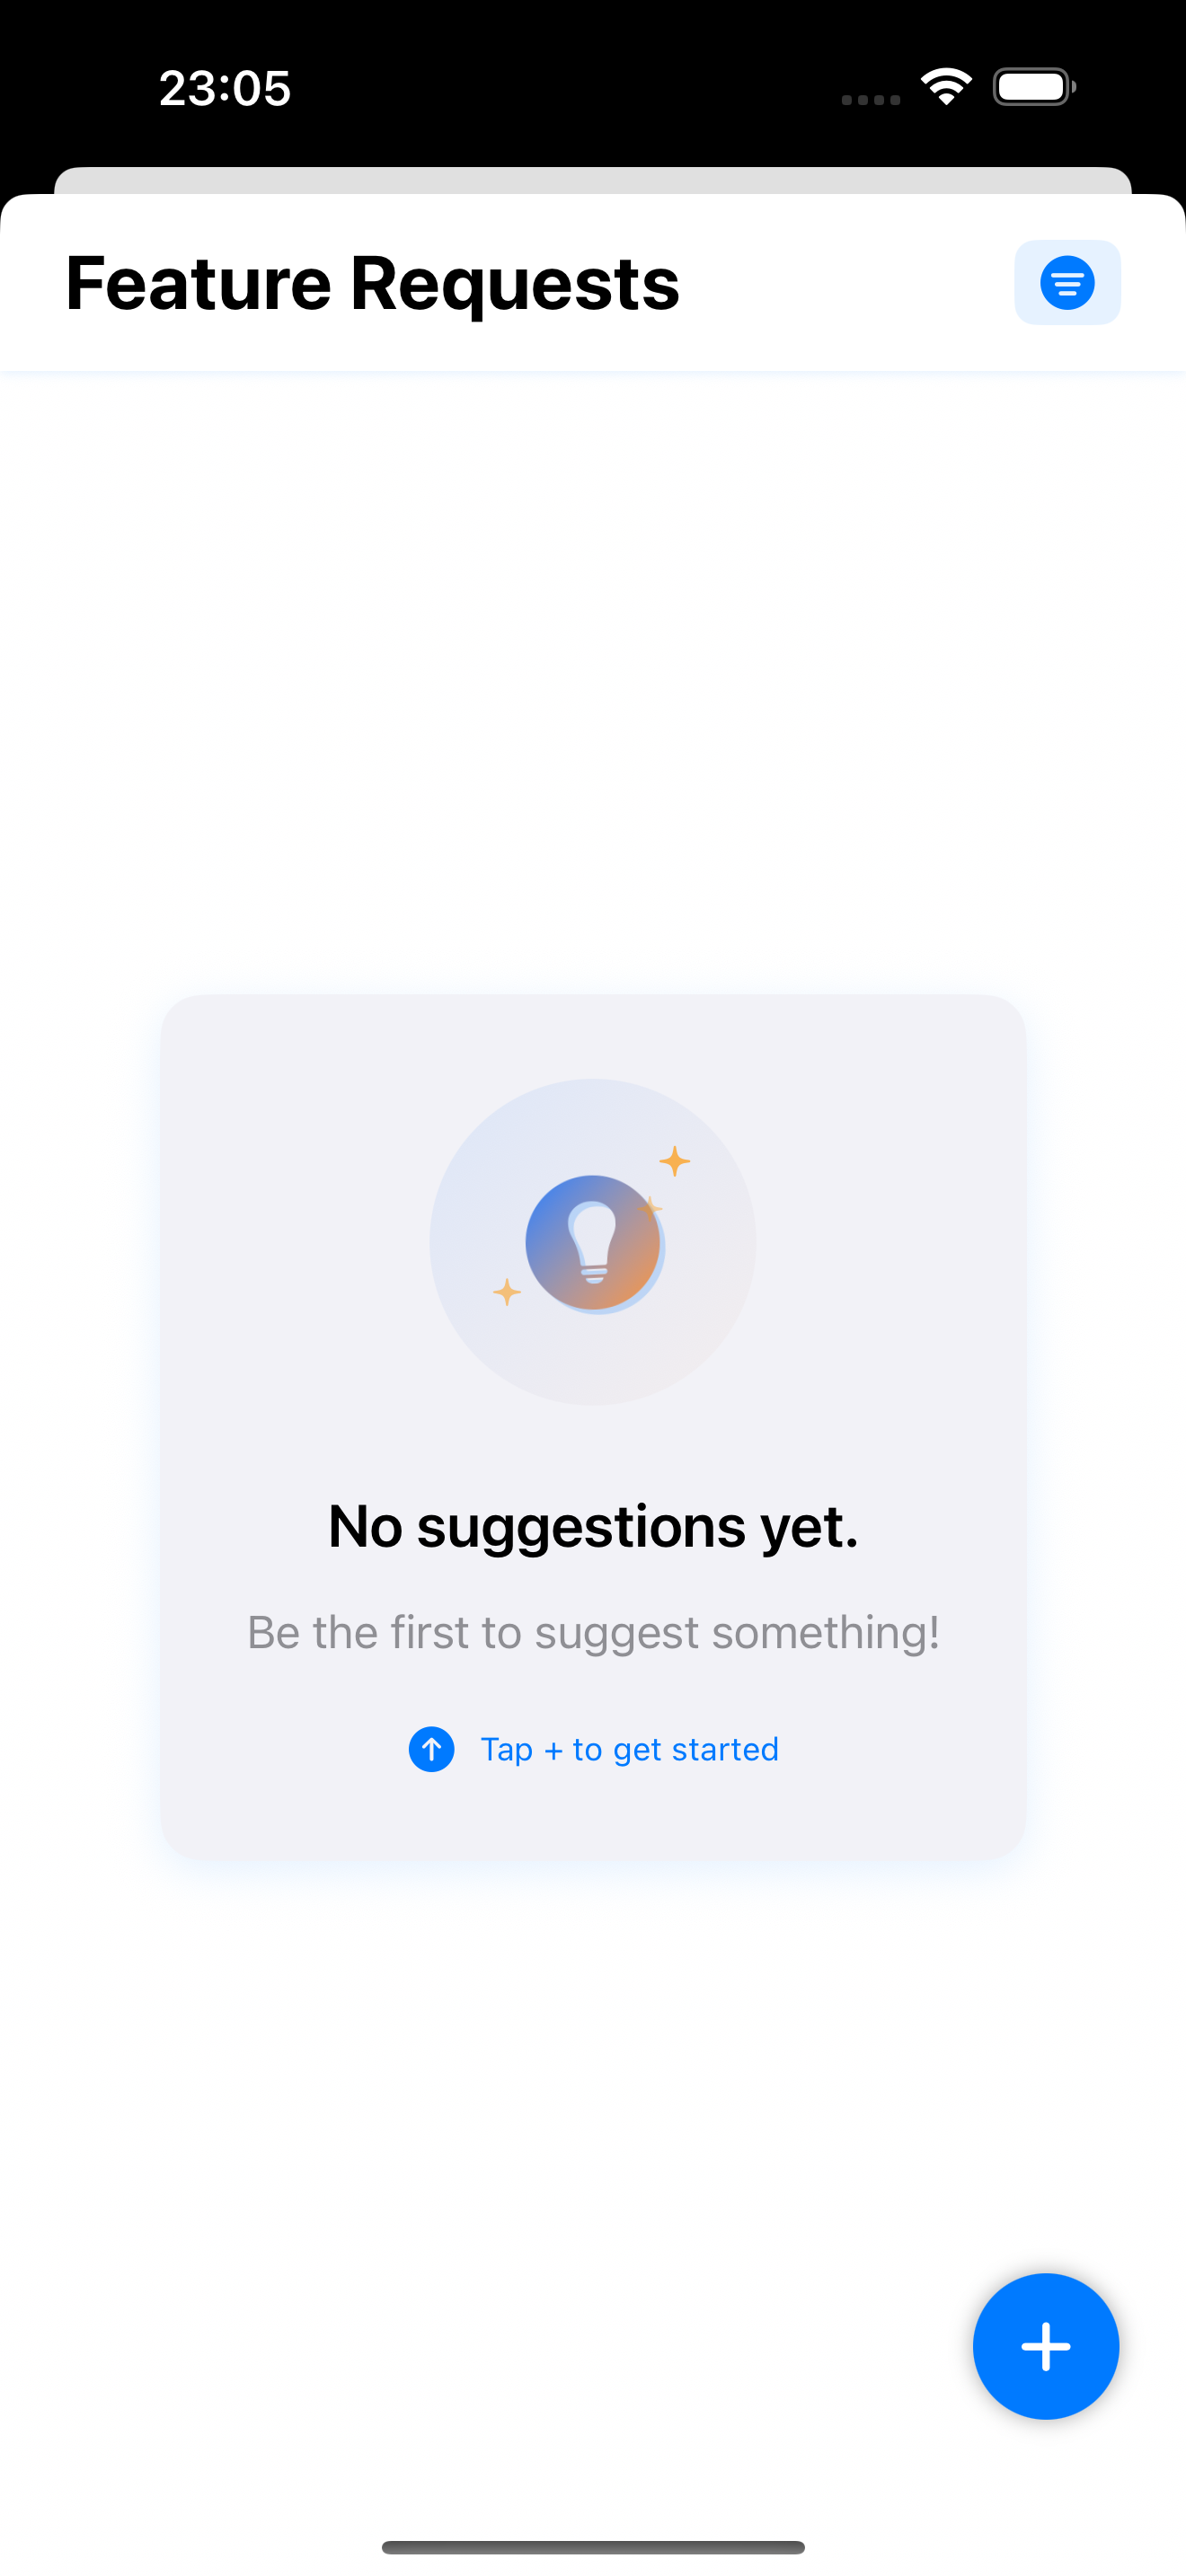 23:05
Feature Requests
No suggestions yet.
Be the first to suggest something!
Tap + to get started